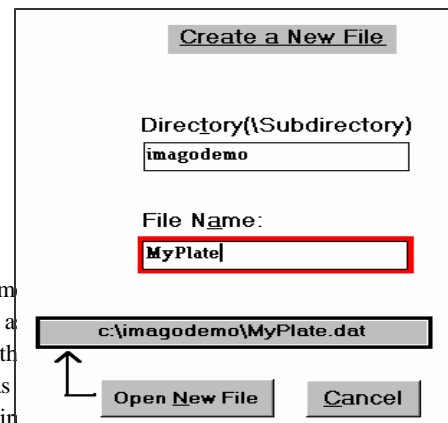 Create a New File
Directory(\Subdirectory)
imagodemo
File Name:
MyPlate
c:\imagodemo\MyPlate.dat
Open New File Cancel